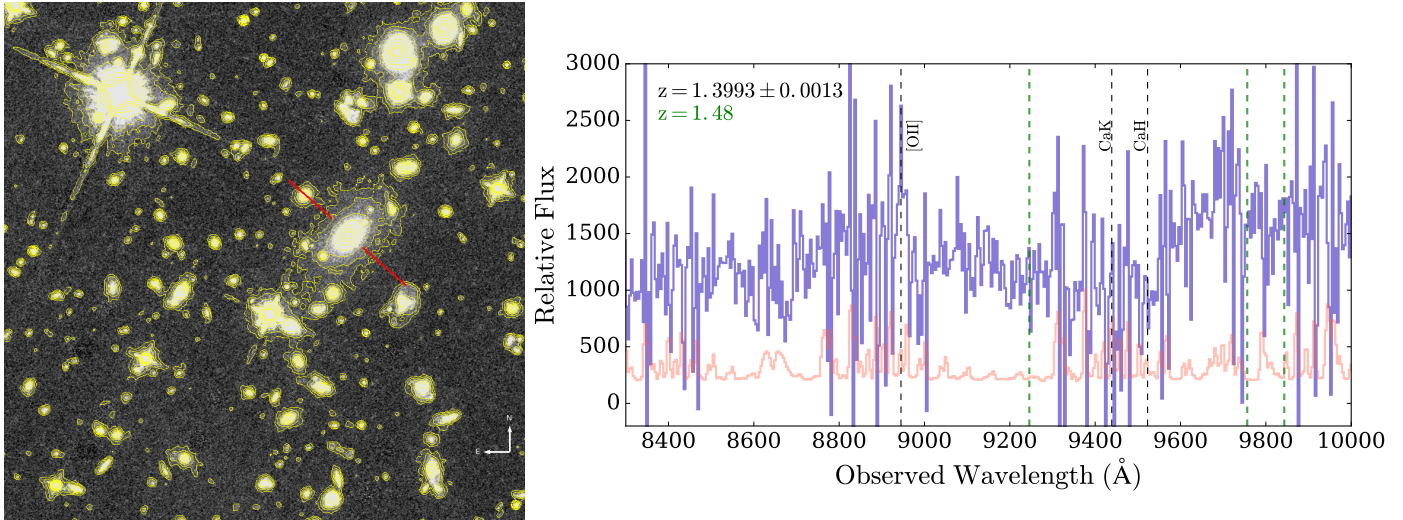 N
E
3000
2500
2000
1500
1000
500
0
Relative Flux
z = 1.3993 ± 0.0013
z = 1.48
[OII]
CaK
CaH
8400 8600 8800 9000 9200 9400 9600 9800 10000
Observed Wavelength (Å)